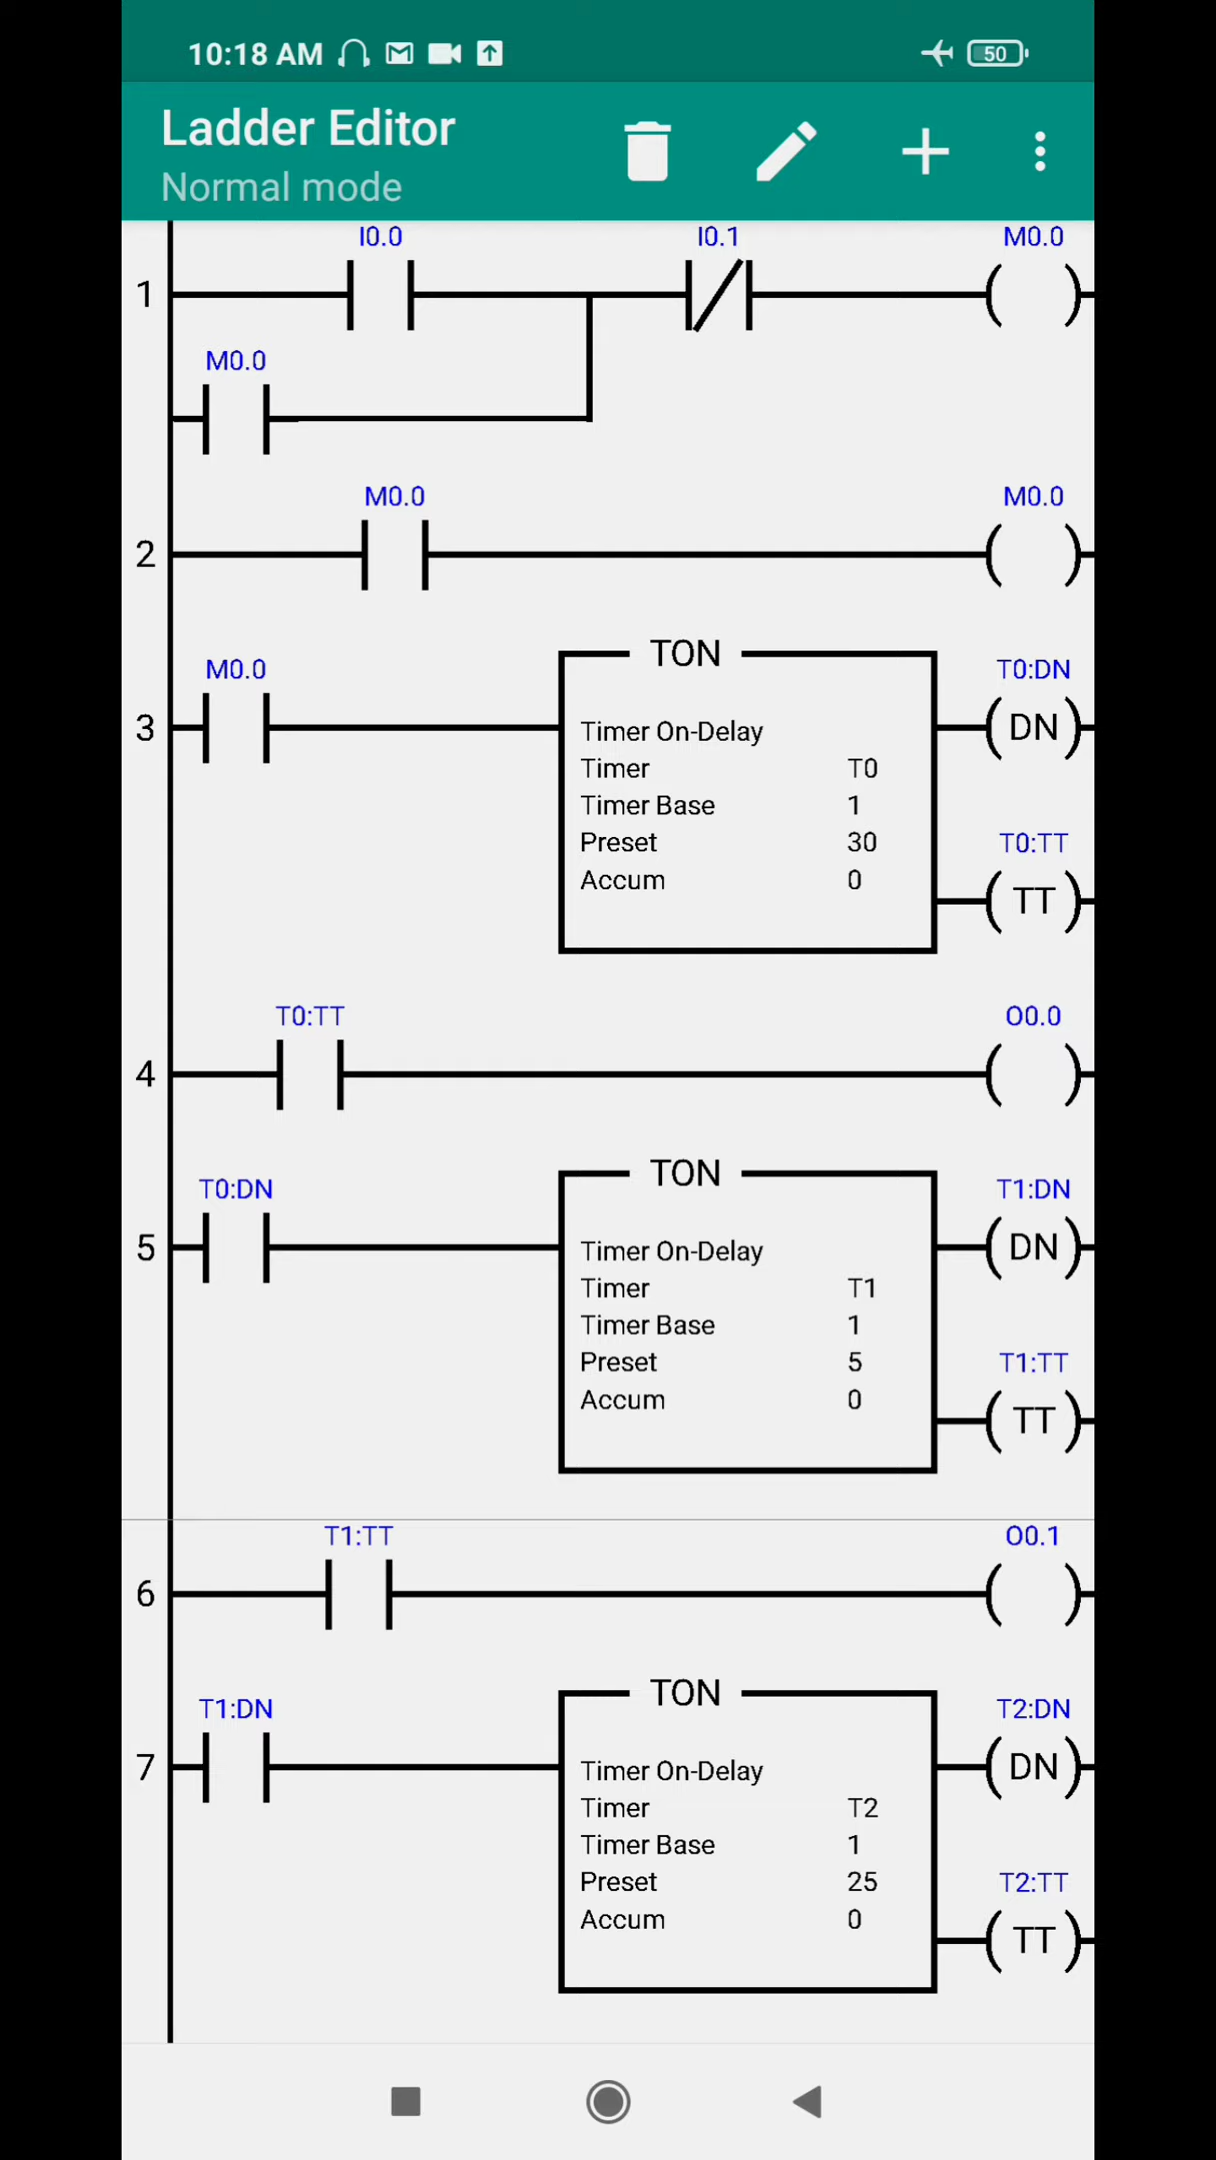 10:18 AM 50
Ladder Editor
Normal mode
I0.0 I0.1 M0.0
1
M0.0
M0.0 M0.0
2
TON
M0.0 T0:DN
3 Timer On-Delay DN
Timer T0
Timer Base 1
Preset 30 T0:TT
Accum 0 TT
T0:TT O0.0
4
TON
T0:DN T1:DN
5 Timer On-Delay DN
Timer T1
Timer Base 1
Preset 5 T1:TT
Accum 0 TT
T1:TT O0.1
6
TON
T1:DN T2:DN
7 Timer On-Delay DN
Timer T2
Timer Base 1
Preset 25 T2:TT
Accum 0 TT